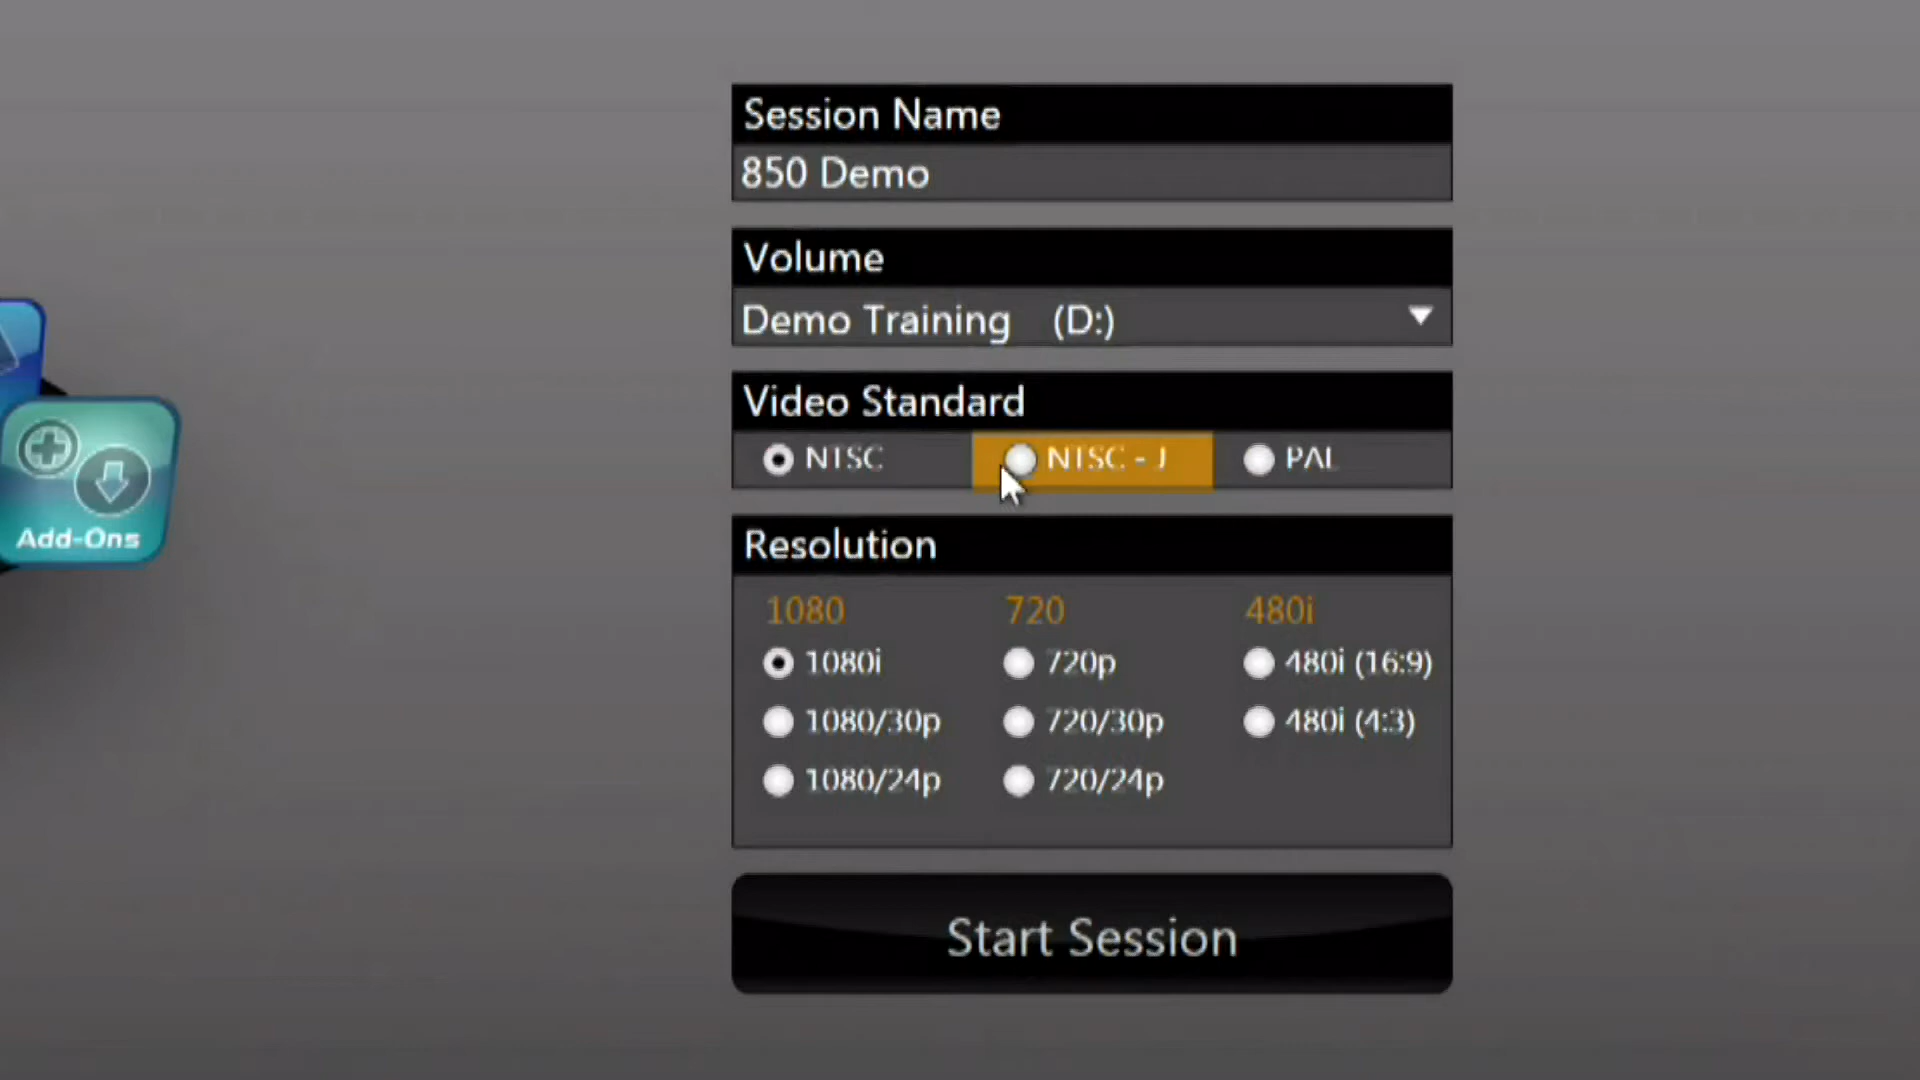 Session Name
850 Demo
Volume
Demo Training (D:)
Video Standard
NTSC NTSC - J PAL
Add-Ons
Resolution
1080 720 480i
1080i 720p 480i (16:9)
1080/30p 720/30p 480i (4:3)
1080/24p 720/24p
Start Session